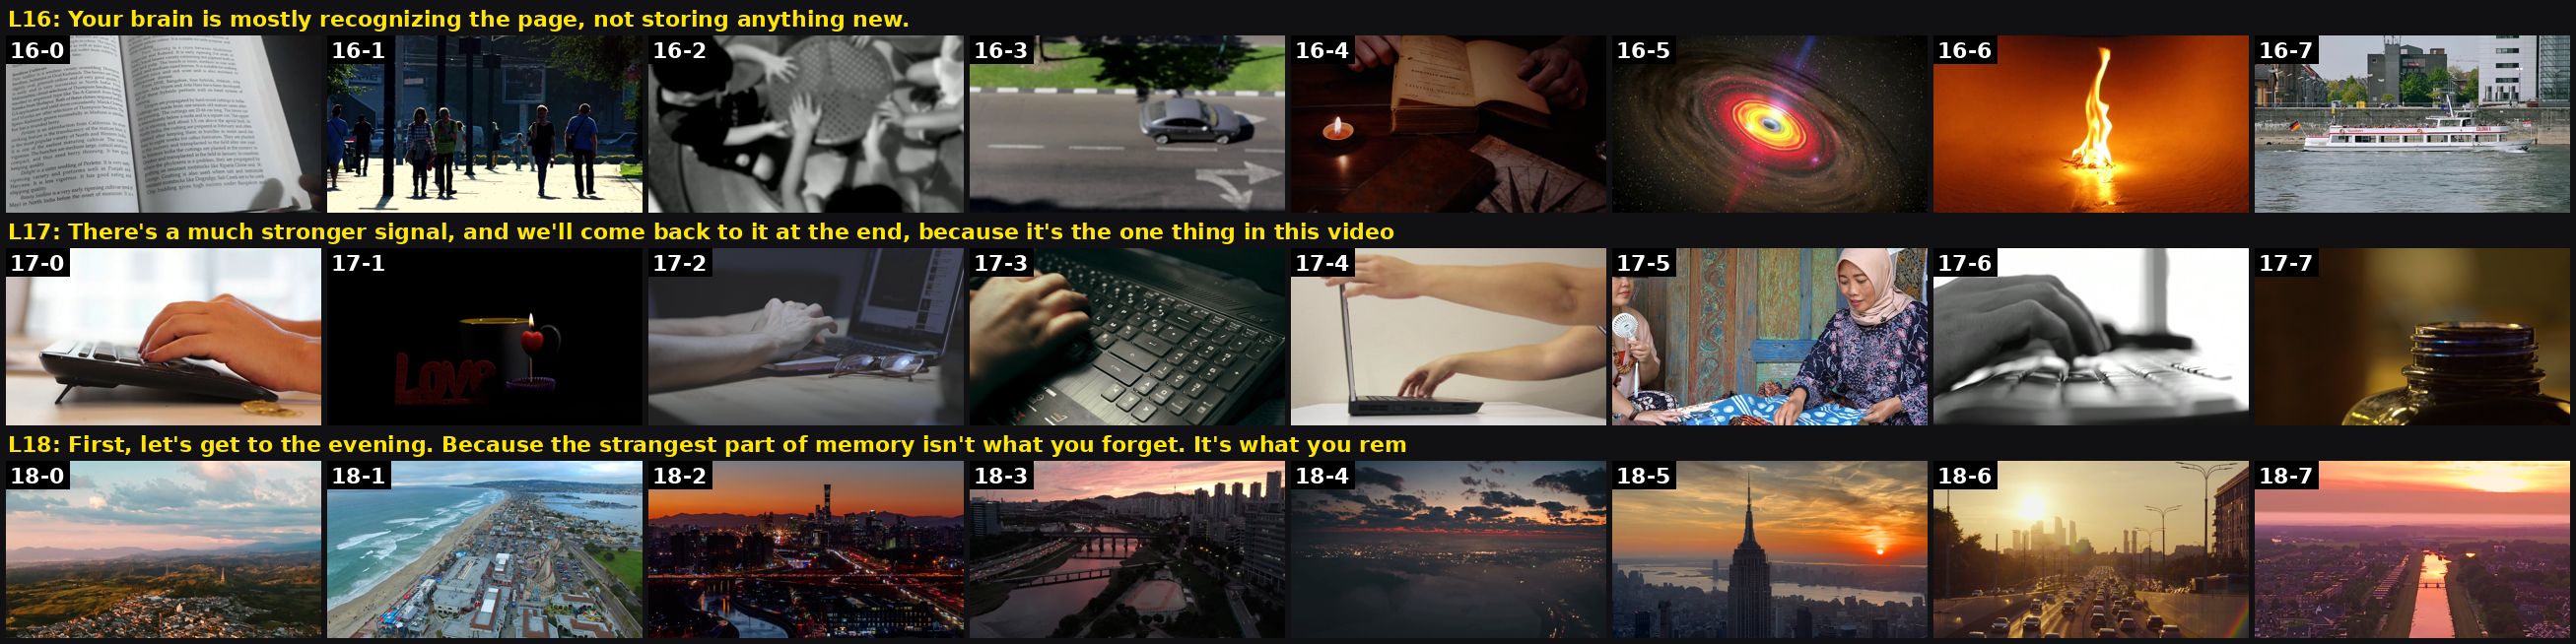 L16: Your brain is mostly recognizing the page, not storing anything new.
16-0 16-1 16-2 16-3 16-4 16-5 16-6 16-7
L17: There's a much stronger signal, and we'll come back to it at the end, because it's the one thing in this video
17-0 17-1 17-2 17-3 17-4 17-5 17-6 17-7
Love
L18: First, let's get to the evening. Because the strangest part of memory isn't what you forget. It's what you rem
18-0 18-1 18-2 18-3 18-4 18-5 18-6 18-7